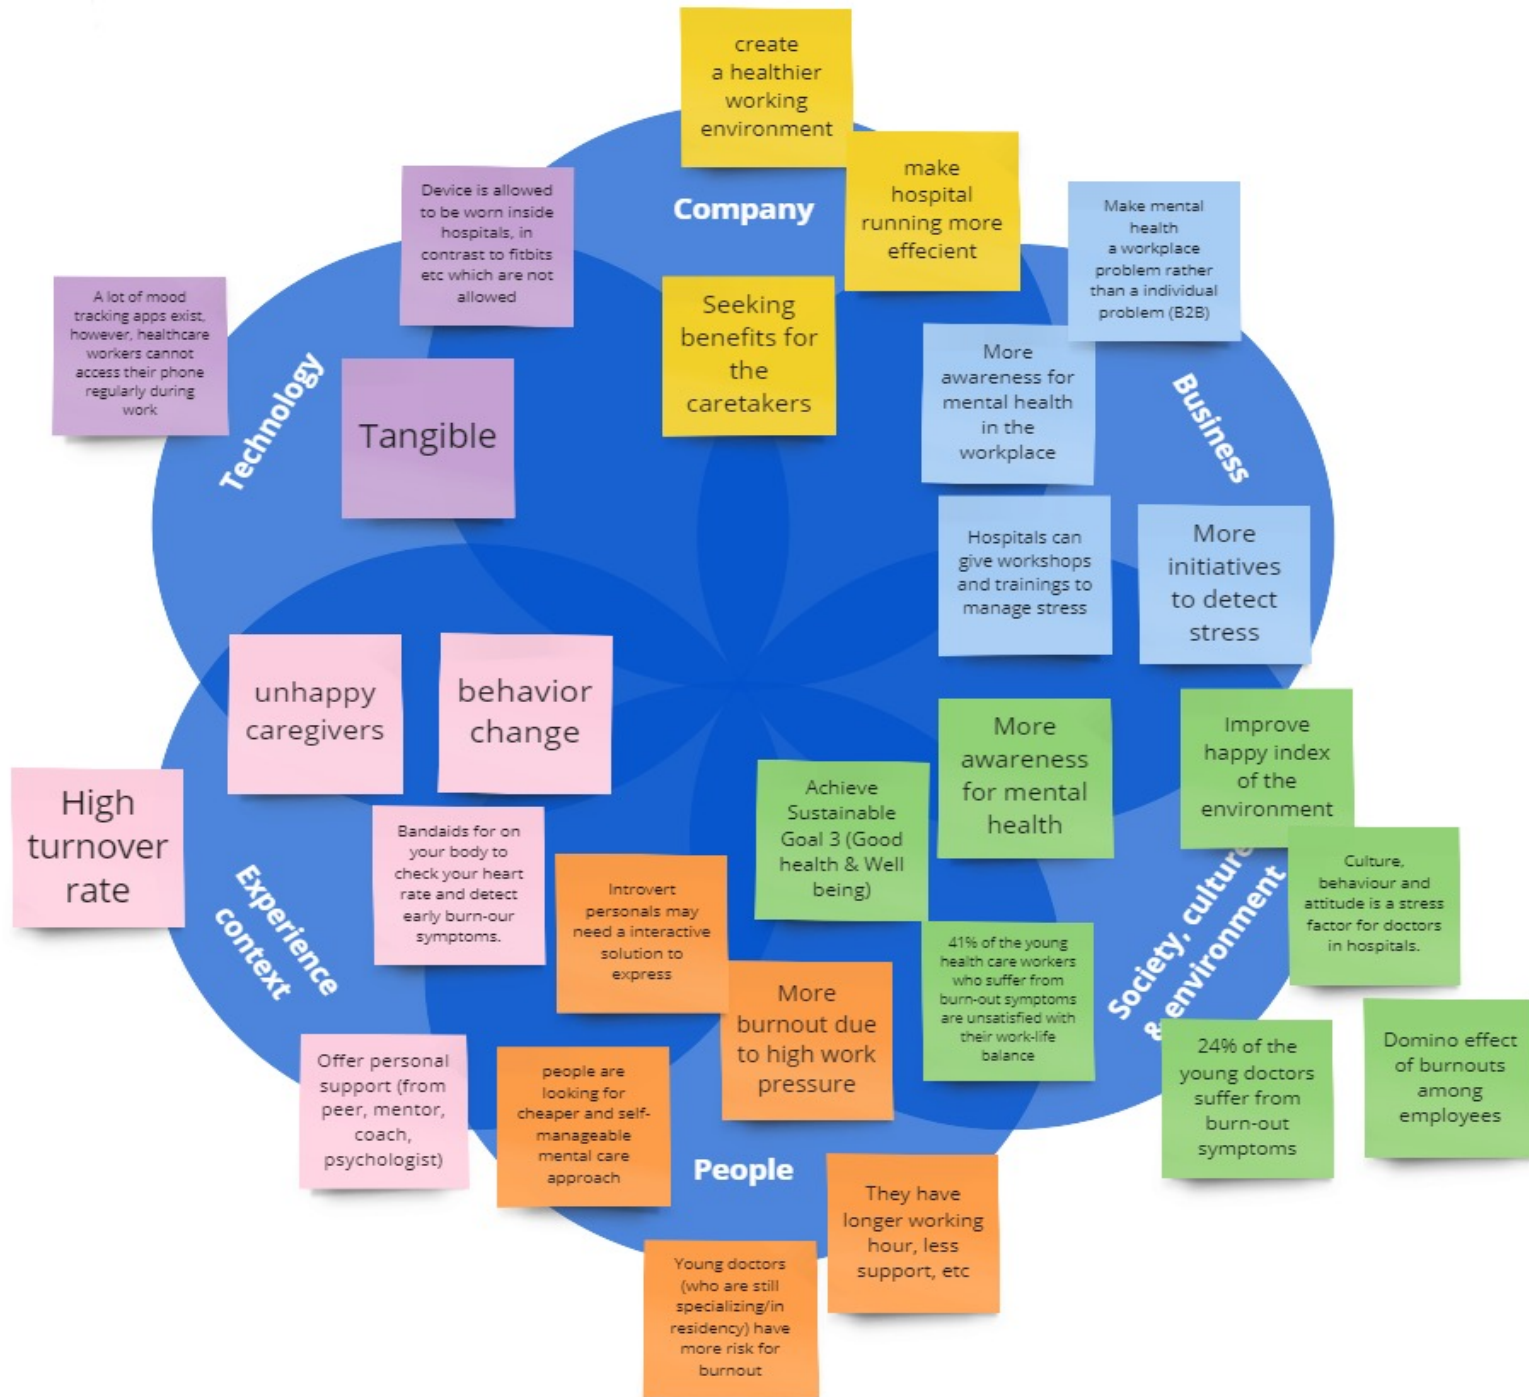 create
a healthier
working
environment
make
hospital
running more
effecient
Company
Seeking
benefits for
the
caretakers
Device is allowed
to be worn inside
hospitals, in
contrast to fitbits
etc which are not
allowed
A lot of mood
tracking apps exist,
however, healthcare
workers cannot
access their phone
regularly during
work
Technology
Tangible
Make mental
health
a workplace
problem rather
than a individual
problem (B2B)
More
awareness for
mental health
in the
workplace
Business
Hospitals can
give workshops
and trainings to
manage stress
More
initiatives
to detect
stress
unhappy
caregivers
behavior
change
High
turnover
rate
Bandaids for on
your body to
check your heart
rate and detect
early burn-our
symptoms.
Experience
context
Offer personal
support (from
peer, mentor,
coach,
psychologist)
More
awareness
for mental
health
Improve
happy index
of the
environment
Achieve
Sustainable
Goal 3 (Good
health & Well
being)
Culture,
behaviour and
attitude is a stress
factor for doctors
in hospitals.
41% of the young
health care workers
who suffer from
burn-out symptoms
are unsatisfied with
their work-life
balance
Society, culture
& environment
24% of the
young doctors
suffer from
burn-out
symptoms
Domino effect
of burnouts
among
employees
Introvert
personals may
need a interactive
solution to
express
More
burnout due
to high work
pressure
people are
looking for
cheaper and self-
manageable
mental care
approach
People
They have
longer working
hour, less
support, etc
Young doctors
(who are still
specializing/in
residency) have
more risk for
burnout